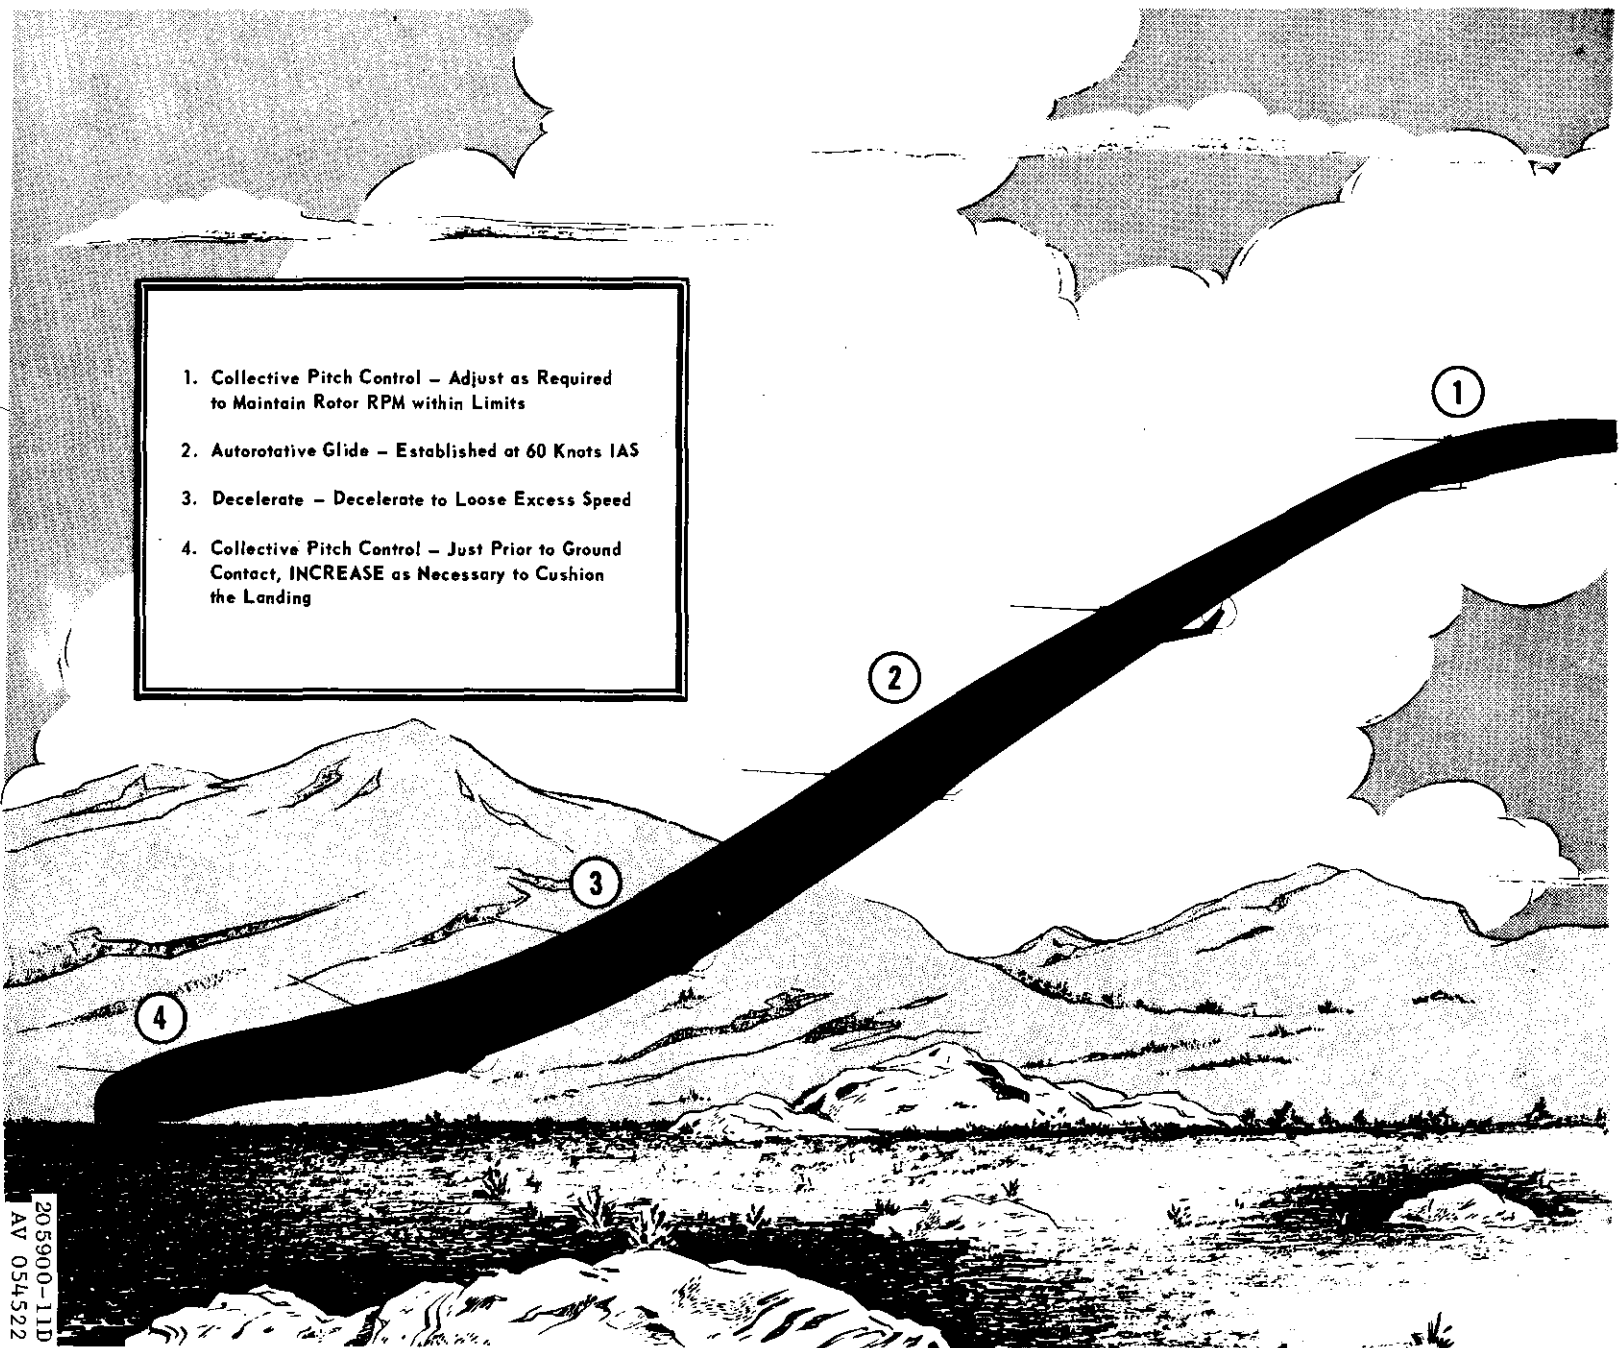 1. Collective Pitch Control – Adjust as Required
to Maintain Rotor RPM within Limits
2. Autorotative Glide – Established at 60 Knots IAS
3. Decelerate – Decelerate to Loose Excess Speed
4. Collective Pitch Control – Just Prior to Ground
Contact, INCREASE as Necessary to Cushion
the Landing
1
2
3
4
205900-11D
AV 054522